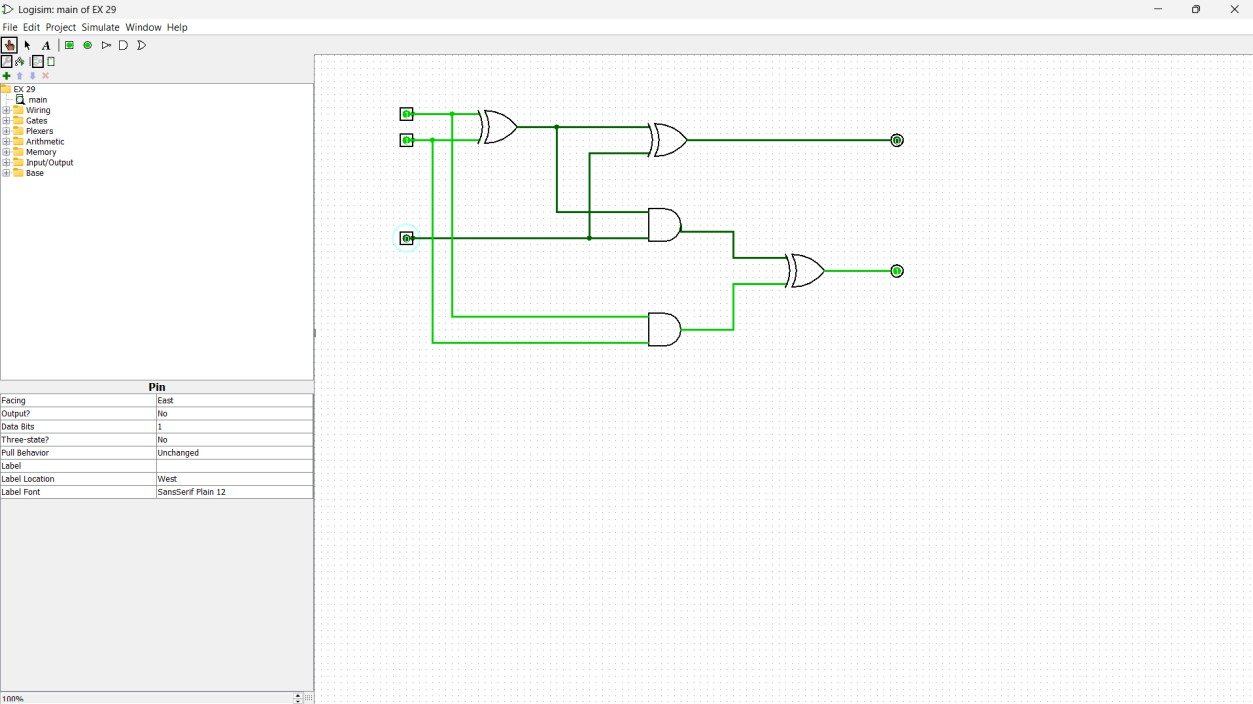 Logisim: main of EX 29
File Edit Project Simulate Window Help
A
EX 29
main
Wiring
Gates
Plexers
Arithmetic
Memory
Input/Output
Base
Pin
Facing East
Output? No
Data Bits 1
Three-state? No
Pull Behavior Unchanged
Label
Label Location West
Label Font SansSerif Plain 12
100%